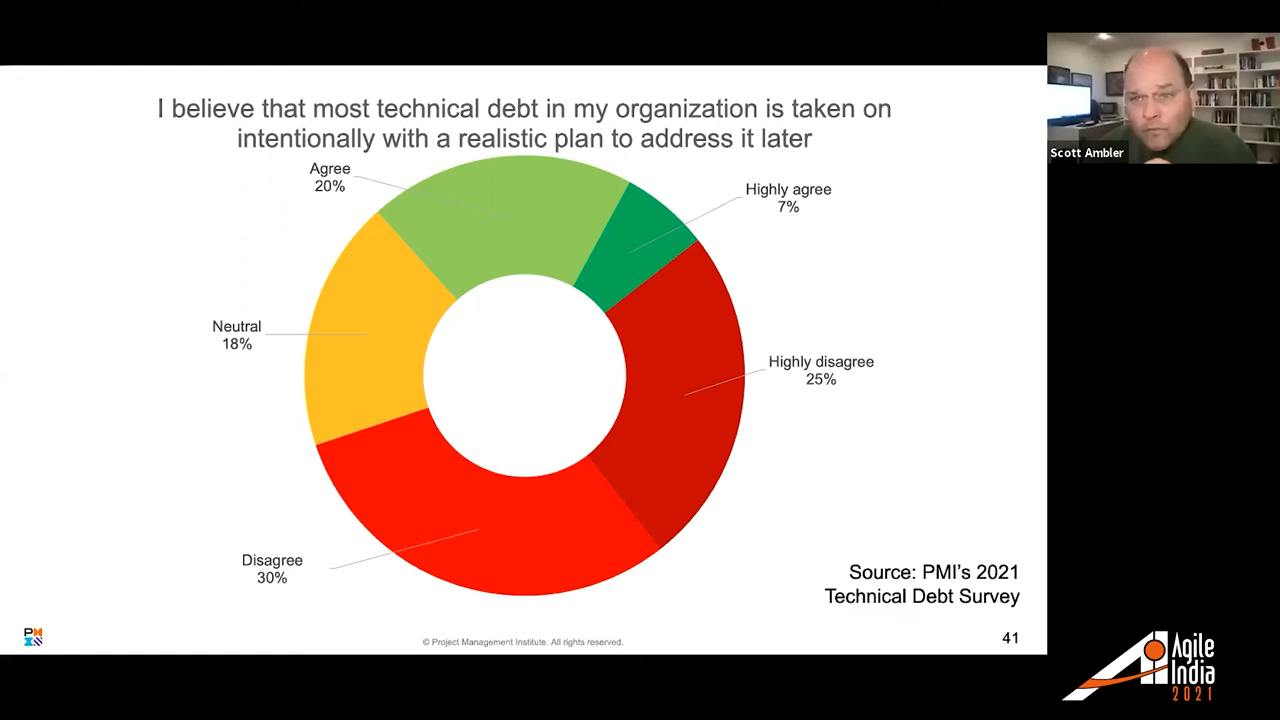 I believe that most technical debt in my organization is taken on
intentionally with a realistic plan to address it later
Agree
20%
Highly agree
7%
Neutral
18%
Highly disagree
25%
Disagree
30%
Source: PMI's 2021
Technical Debt Survey
© Project Management Institute. All rights reserved.
41
Scott Ambler
Agile
India
2021